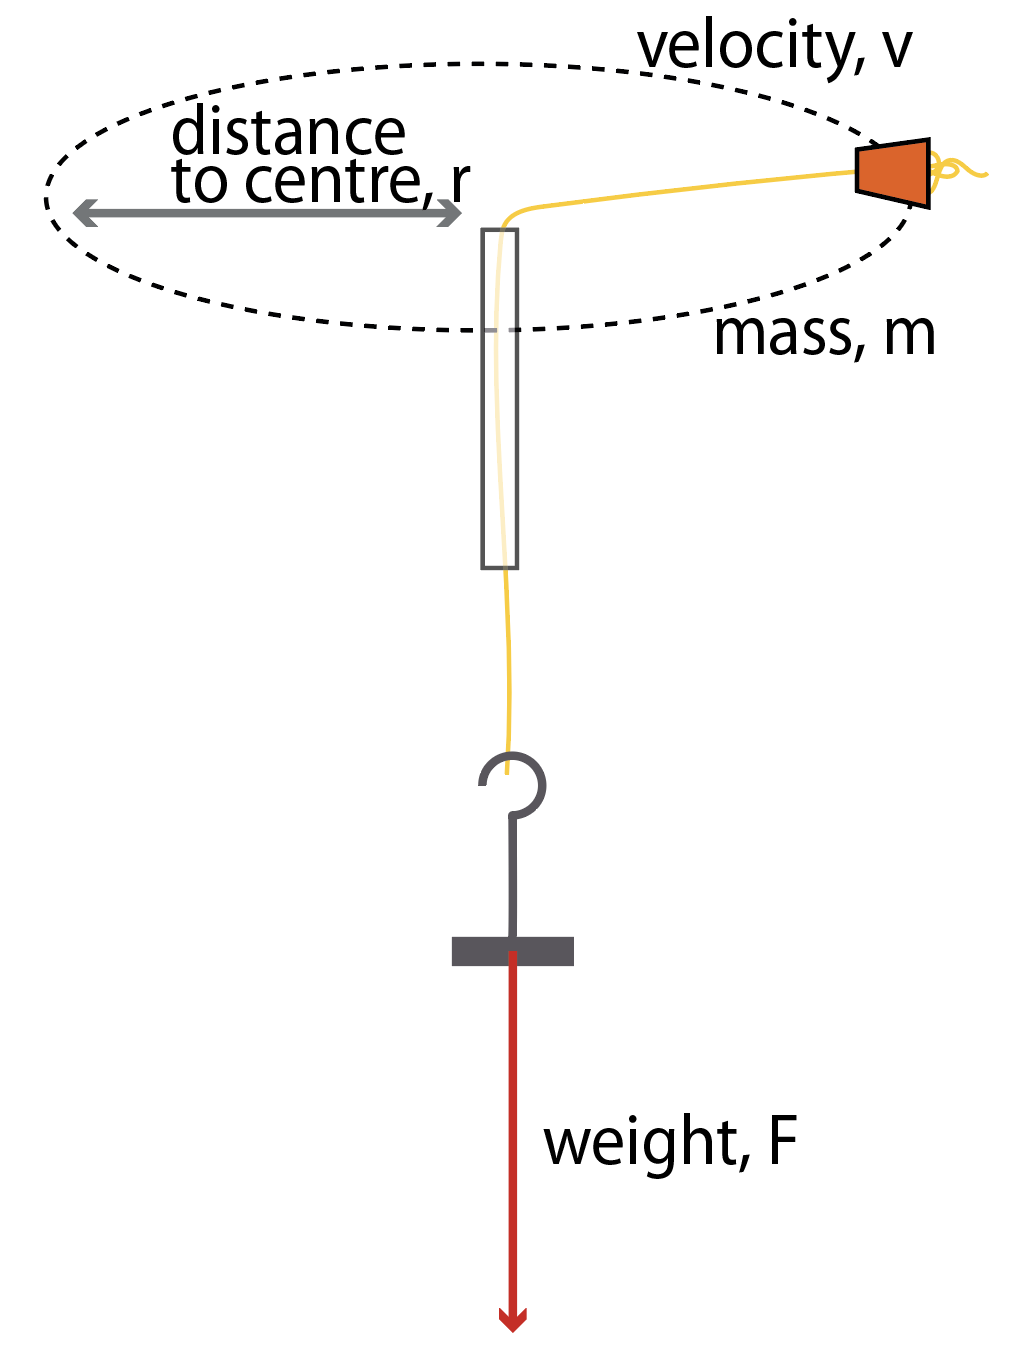 velocity, v
distance
to centre, r
mass, m
weight, F